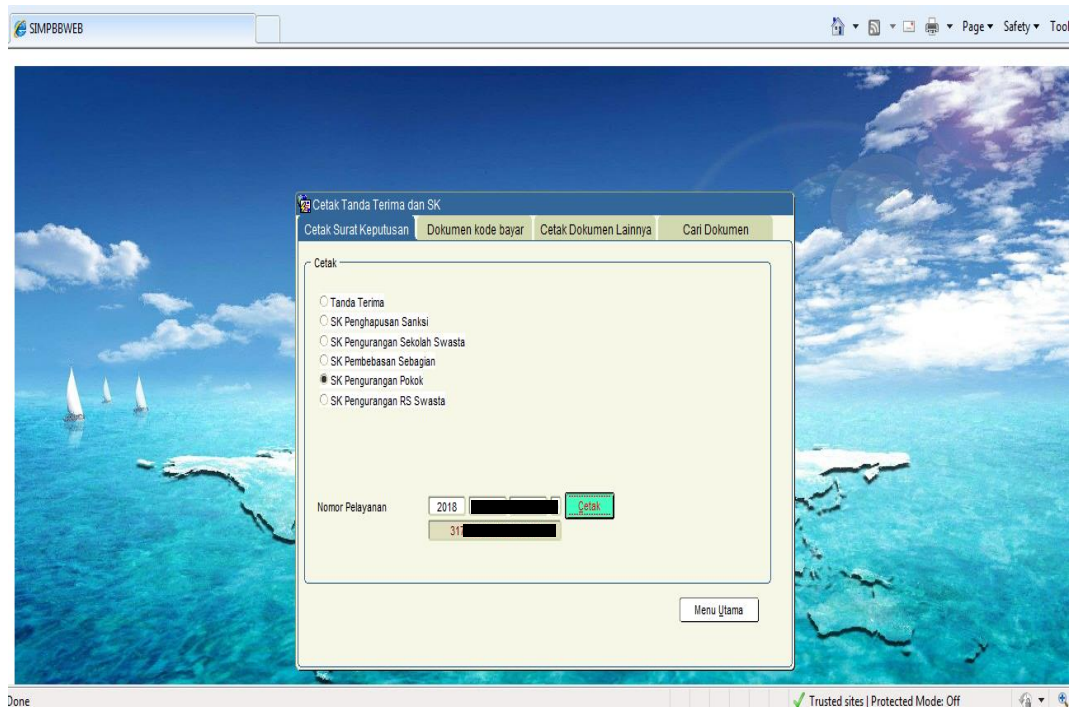 SIMPBBWEB
Page Safety Tool
Cetak Tanda Terima dan SK
Cetak Surat Keputusan Dokumen kode bayar Cetak Dokumen Lainnya Cari Dokumen
Cetak
Tanda Terima
SK Penghapusan Sanksi
SK Pengurangan Sekolah Swasta
SK Pembebasan Sebagian
SK Pengurangan Pokok
SK Pengurangan RS Swasta
Nomor Pelayanan 2018 Cetak
317
Menu Utama
Done Trusted sites | Protected Mode: Off